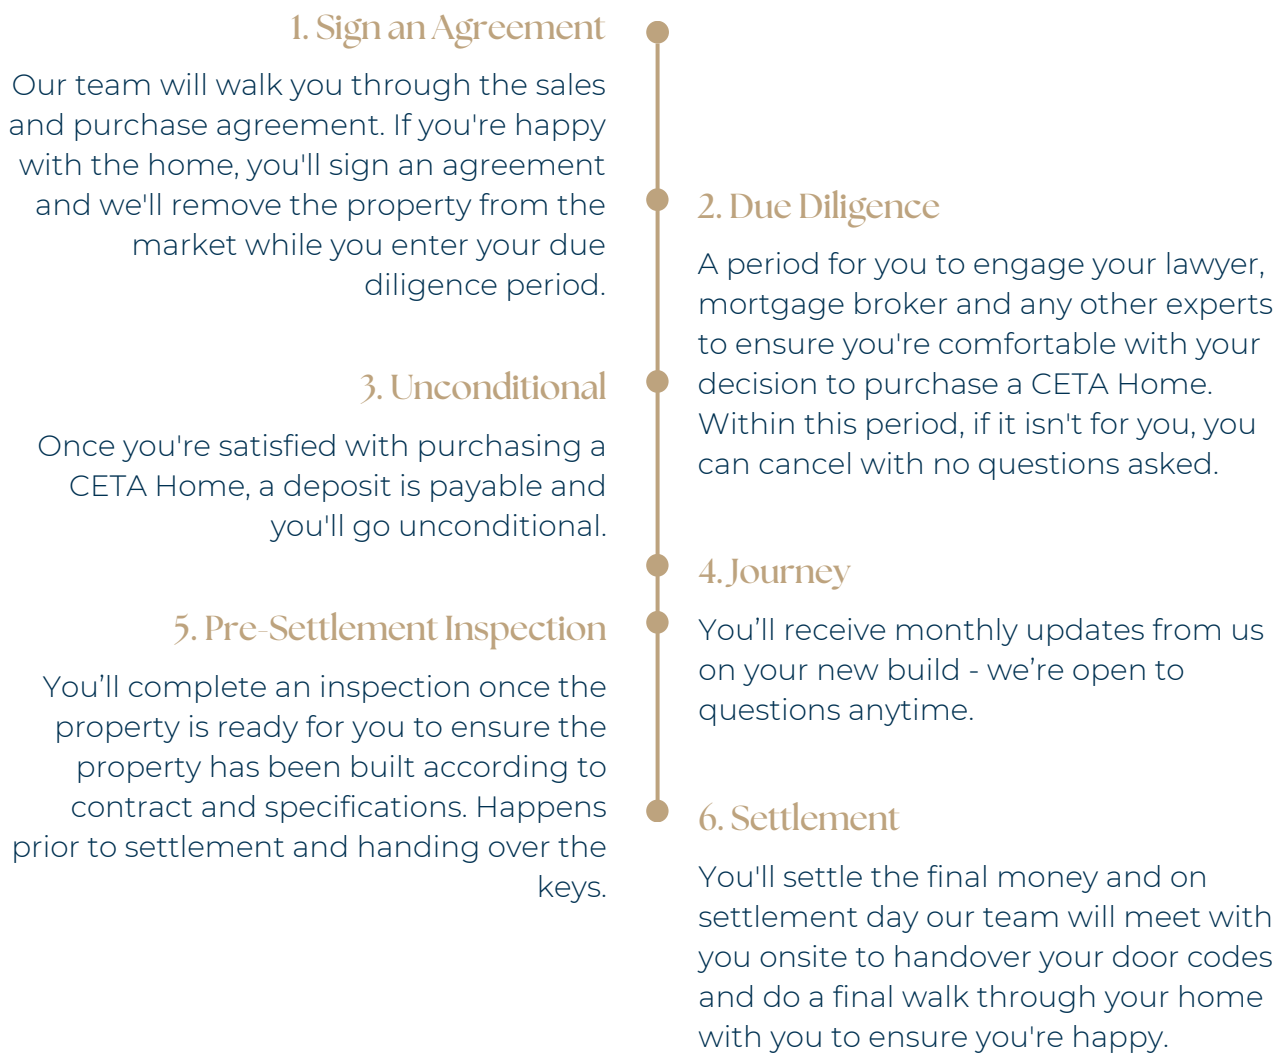 1. Sign an Agreement
Our team will walk you through the sales
and purchase agreement. If you're happy
with the home, you'll sign an agreement
and we'll remove the property from the
market while you enter your due
diligence period.
2. Due Diligence
A period for you to engage your lawyer,
mortgage broker and any other experts
to ensure you're comfortable with your
decision to purchase a CETA Home.
Within this period, if it isn't for you, you
can cancel with no questions asked.
3. Unconditional
Once you're satisfied with purchasing a
CETA Home, a deposit is payable and
you'll go unconditional.
4. Journey
You’ll receive monthly updates from us
on your new build - we’re open to
questions anytime.
5. Pre-Settlement Inspection
You’ll complete an inspection once the
property is ready for you to ensure the
property has been built according to
contract and specifications. Happens
prior to settlement and handing over the
keys.
6. Settlement
You'll settle the final money and on
settlement day our team will meet with
you onsite to handover your door codes
and do a final walk through your home
with you to ensure you're happy.